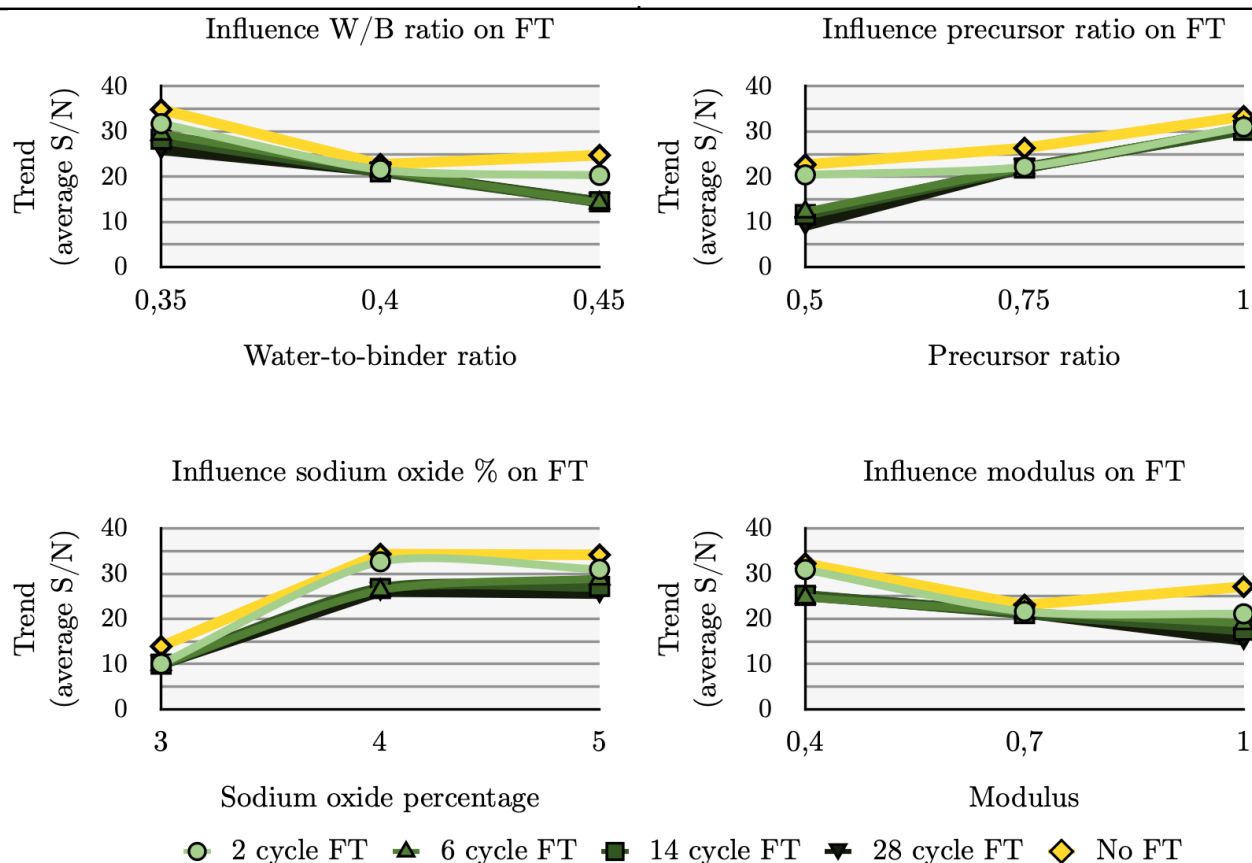 Influence W/B ratio on FT
Trend
(average S/N)
40
30
20
10
0
0,35 0,4 0,45
Water-to-binder ratio
Influence precursor ratio on FT
Trend
(average S/N)
40
30
20
10
0
0,5 0,75 1
Precursor ratio
Influence sodium oxide % on FT
Trend
(average S/N)
40
30
20
10
0
3 4 5
Sodium oxide percentage
Influence modulus on FT
Trend
(average S/N)
40
30
20
10
0
0,4 0,7 1
Modulus
2 cycle FT 6 cycle FT 14 cycle FT 28 cycle FT No FT